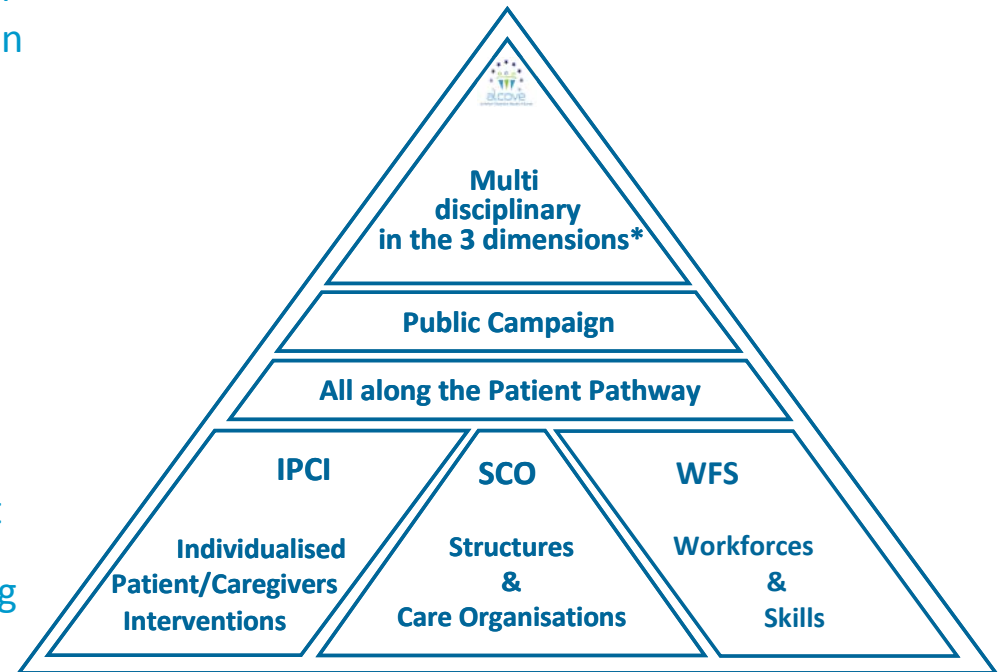 n
alcove
Multi
disciplinary
in the 3 dimensions*
Public Campaign
All along the Patient Pathway
IPCI
SCO
WFS
Individualised
Patient/Caregivers
Interventions
Structures
&
Care Organisations
Workforces
&
Skills
g